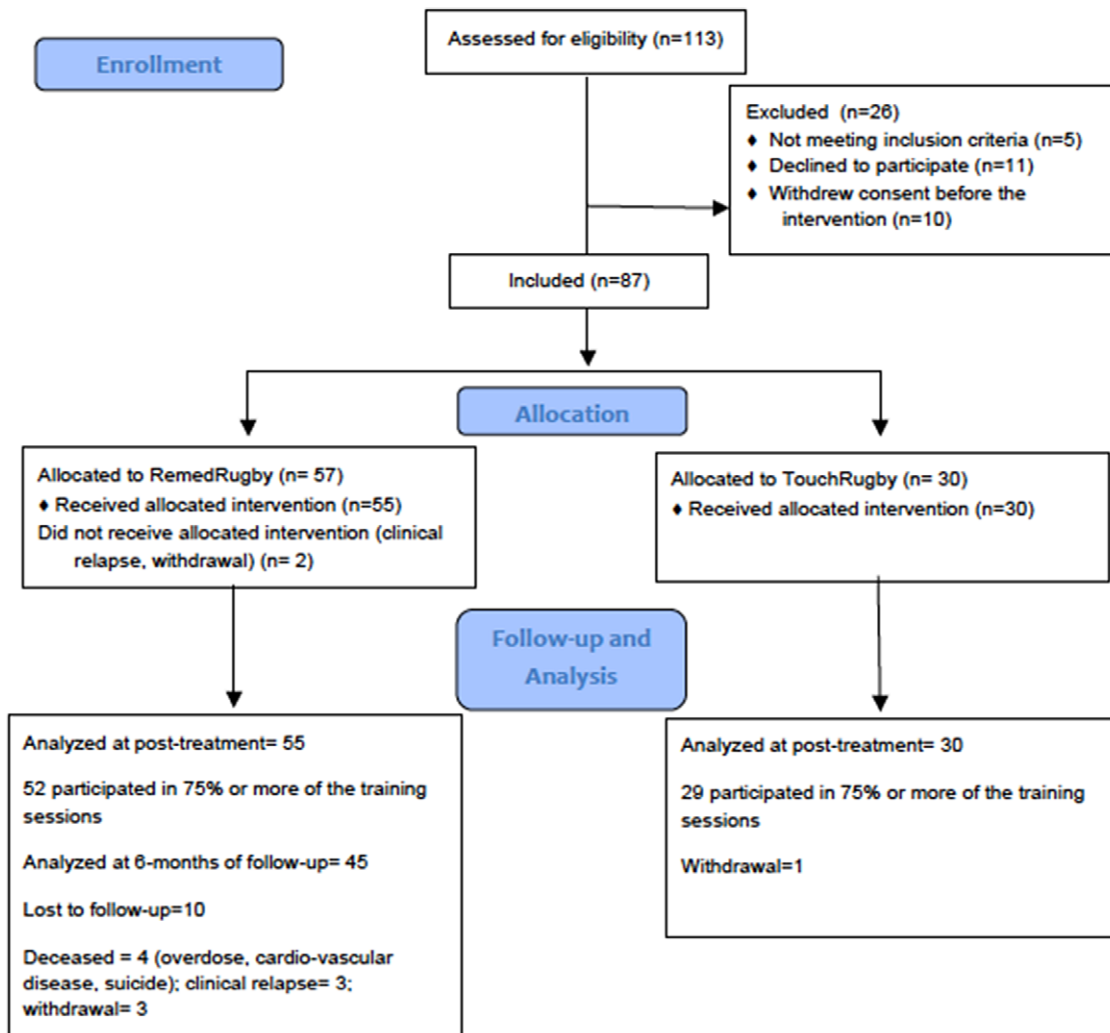 Assessed for eligibility (n=113)
Enrollment
Excluded  (n=26)
♦ Not meeting inclusion criteria (n=5)
♦ Declined to participate (n=11)
♦ Withdrew consent before the
intervention (n=10)
Included (n=87)
Allocation
Allocated to RemedRugby (n= 57)
♦ Received allocated intervention (n=55)
Did not receive allocated intervention (clinical
relapse, withdrawal) (n= 2)
Allocated to TouchRugby (n= 30)
♦ Received allocated intervention (n=30)
Follow-up and
Analysis
Analyzed at post-treatment= 55
52 participated in 75% or more of the training
sessions
Analyzed at 6-months of follow-up= 45
Lost to follow-up=10
Deceased = 4 (overdose, cardio-vascular
disease, suicide); clinical relapse= 3;
withdrawal= 3
Analyzed at post-treatment= 30
29 participated in 75% or more of the training
sessions
Withdrawal=1